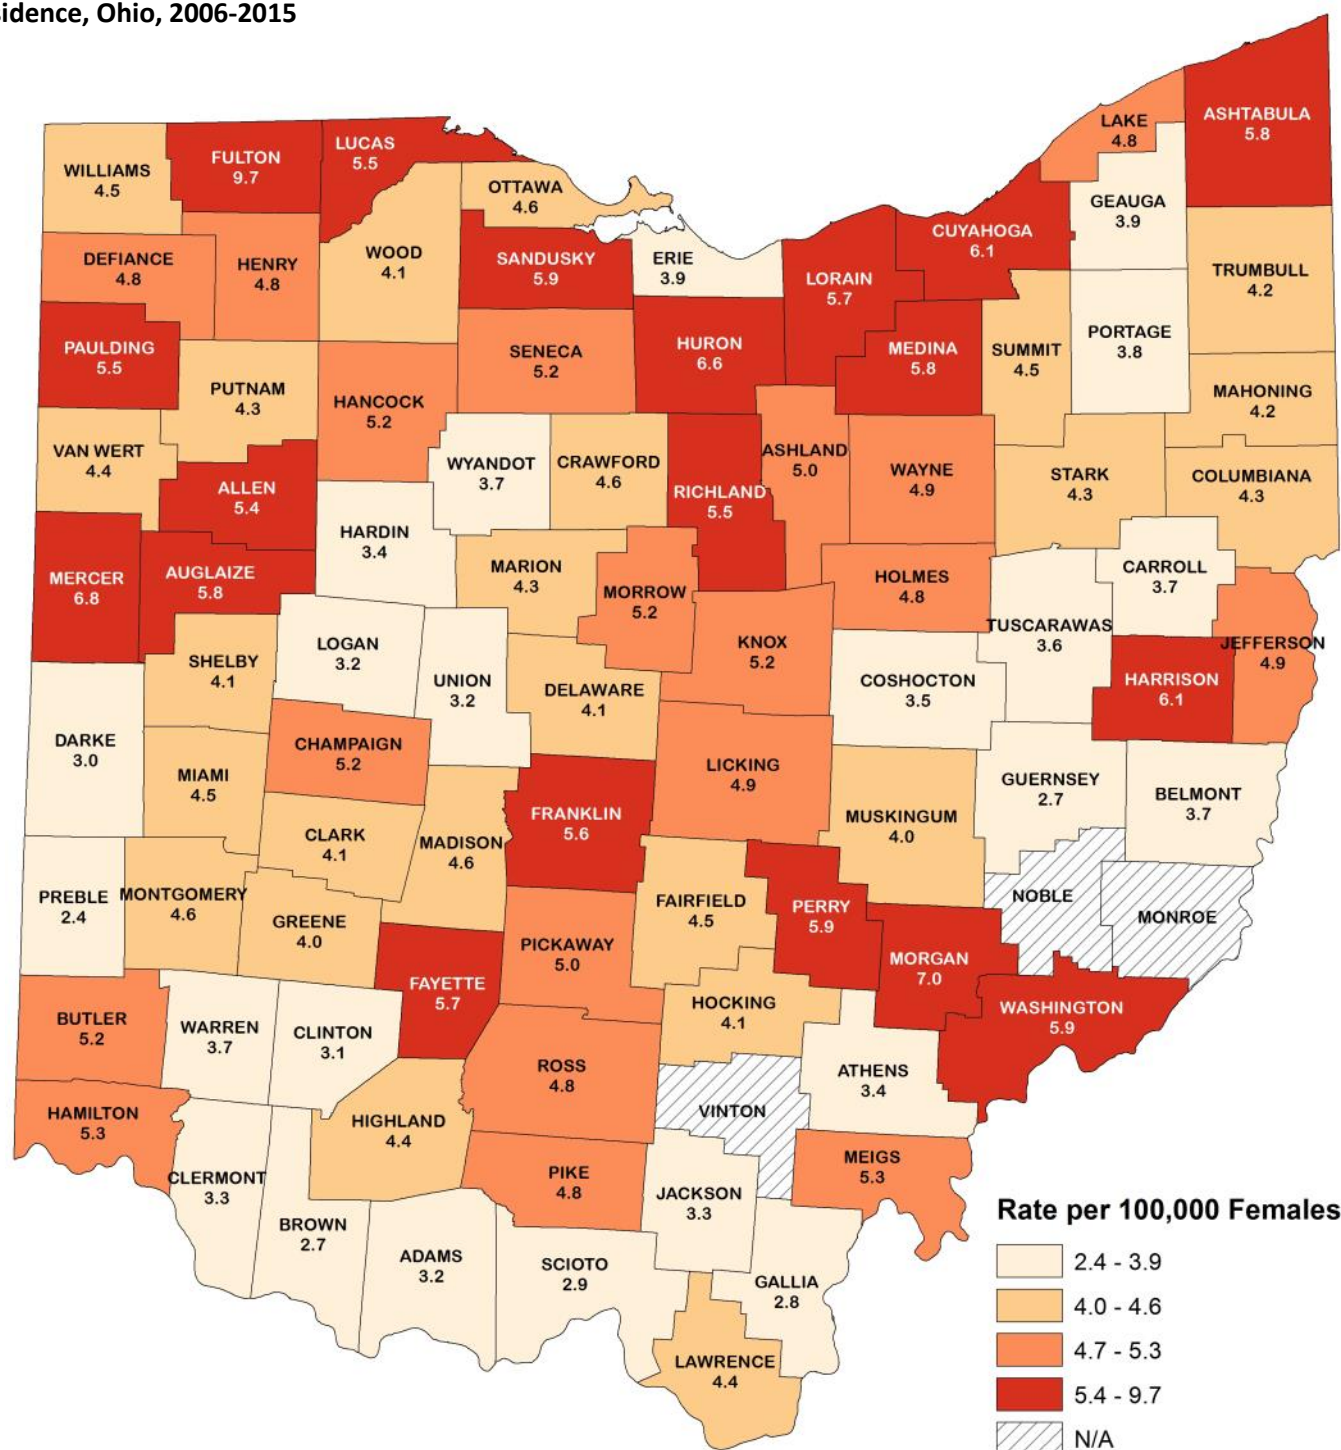 sidence, Ohio, 2006-2015
LAKE
4.8
ASHTABULA
5.8
WILLIAMS
4.5
FULTON
9.7
LUCAS
5.5
OTTAWA
4.6
GEAUGA
3.9
DEFIANCE
4.8
HENRY
4.8
WOOD
4.1
SANDUSKY
5.9
ERIE
3.9
LORAIN
5.7
CUYAHOGA
6.1
TRUMBULL
4.2
PAULDING
5.5
PUTNAM
4.3
HANCOCK
5.2
SENECA
5.2
HURON
6.6
MEDINA
5.8
SUMMIT
4.5
PORTAGE
3.8
MAHONING
4.2
VAN WERT
4.4
ALLEN
5.4
WYANDOT
3.7
CRAWFORD
4.6
RICHLAND
5.5
ASHLAND
5.0
WAYNE
4.9
STARK
4.3
COLUMBIANA
4.3
MERCER
6.8
AUGLAIZE
5.8
HARDIN
3.4
MARION
4.3
MORROW
5.2
HOLMES
4.8
CARROLL
3.7
TUSCARAWAS
3.6
JEFFERSON
4.9
SHELBY
4.1
LOGAN
3.2
UNION
3.2
DELAWARE
4.1
KNOX
5.2
COSHOCTON
3.5
HARRISON
6.1
DARKE
3.0
MIAMI
4.5
CHAMPAIGN
5.2
LICKING
4.9
MUSKINGUM
4.0
GUERNSEY
2.7
BELMONT
3.7
CLARK
4.1
MADISON
4.6
FRANKLIN
5.6
PREBLE
2.4
MONTGOMERY
4.6
GREENE
4.0
FAIRFIELD
4.5
PERRY
5.9
NOBLE
MONROE
PICKAWAY
5.0
FAYETTE
5.7
MORGAN
7.0
WASHINGTON
5.9
BUTLER
5.2
WARREN
3.7
CLINTON
3.1
HOCKING
4.1
ROSS
4.8
ATHENS
3.4
HAMILTON
5.3
HIGHLAND
4.4
VINTON
CLERMONT
3.3
BROWN
2.7
PIKE
4.8
JACKSON
3.3
MEIGS
5.3
ADAMS
3.2
SCIOTO
2.9
GALLIA
2.8
LAWRENCE
4.4
Rate per 100,000 Females
2.4 - 3.9
4.0 - 4.6
4.7 - 5.3
5.4 - 9.7
N/A